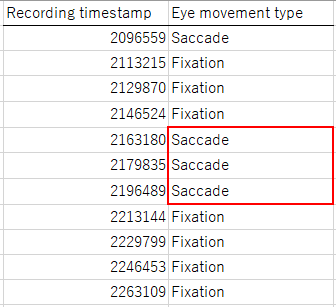 Recording timestamp Eye movement type
2096559 Saccade
2113215 Fixation
2129870 Fixation
2146524 Fixation
2163180 Saccade
2179835 Saccade
2196489 Saccade
2213144 Fixation
2229799 Fixation
2246453 Fixation
2263109 Fixation